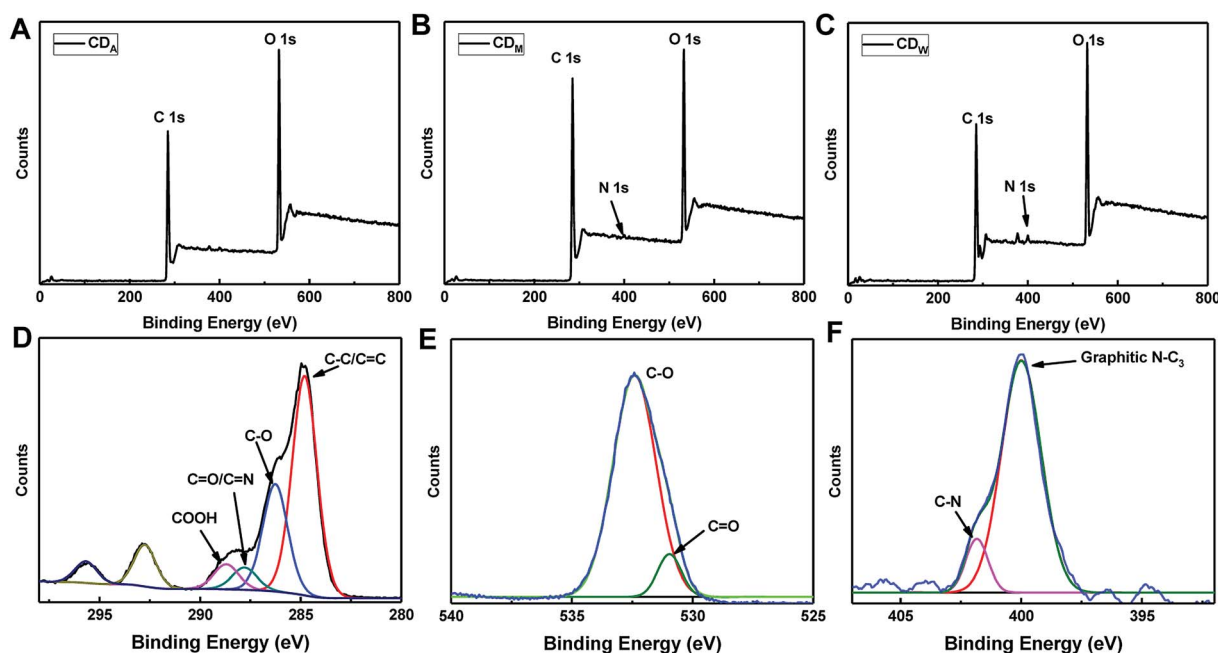 A
CD_A
C 1s
O 1s
Counts
0 200 400 600 800
Binding Energy (eV)
B
CD_M
C 1s
N 1s
O 1s
Counts
0 200 400 600 800
Binding Energy (eV)
C
CD_W
C 1s
N 1s
O 1s
Counts
0 200 400 600 800
Binding Energy (eV)
D
C-C/C=C
C-O
C=O/C=N
COOH
Counts
295 290 285 280
Binding Energy (eV)
E
C-O
C=O
Counts
540 535 530 525
Binding Energy (eV)
F
Graphitic N-C₃
C-N
Counts
405 400 395
Binding Energy (eV)